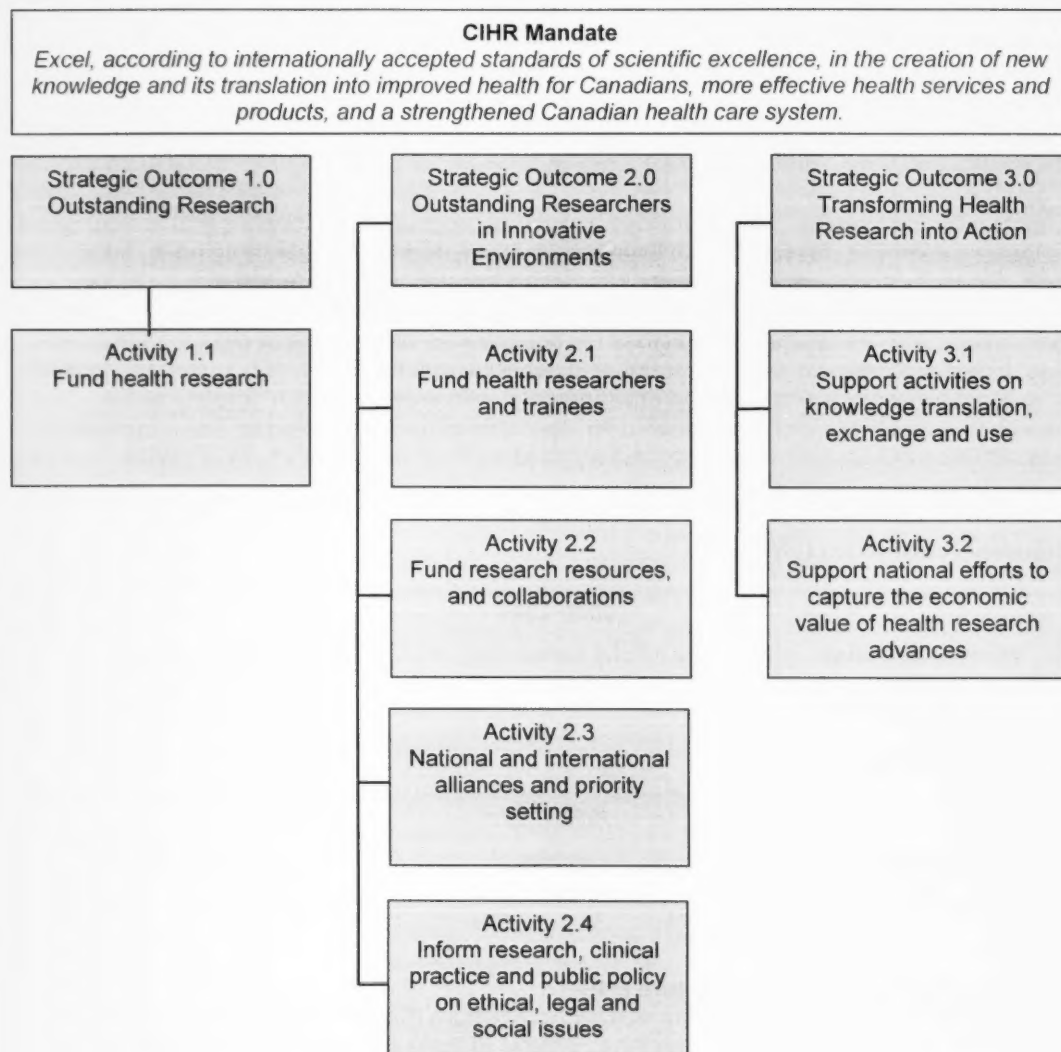 CIHR Mandate
Excel, according to internationally accepted standards of scientific excellence, in the creation of new
knowledge and its translation into improved health for Canadians, more effective health services and
products, and a strengthened Canadian health care system.
Strategic Outcome 1.0
Outstanding Research
Activity 1.1
Fund health research
Strategic Outcome 2.0
Outstanding Researchers
in Innovative
Environments
Activity 2.1
Fund health researchers
and trainees
Activity 2.2
Fund research resources,
and collaborations
Activity 2.3
National and international
alliances and priority
setting
Activity 2.4
Inform research, clinical
practice and public policy
on ethical, legal and
social issues
Strategic Outcome 3.0
Transforming Health
Research into Action
Activity 3.1
Support activities on
knowledge translation,
exchange and use
Activity 3.2
Support national efforts to
capture the economic
value of health research
advances